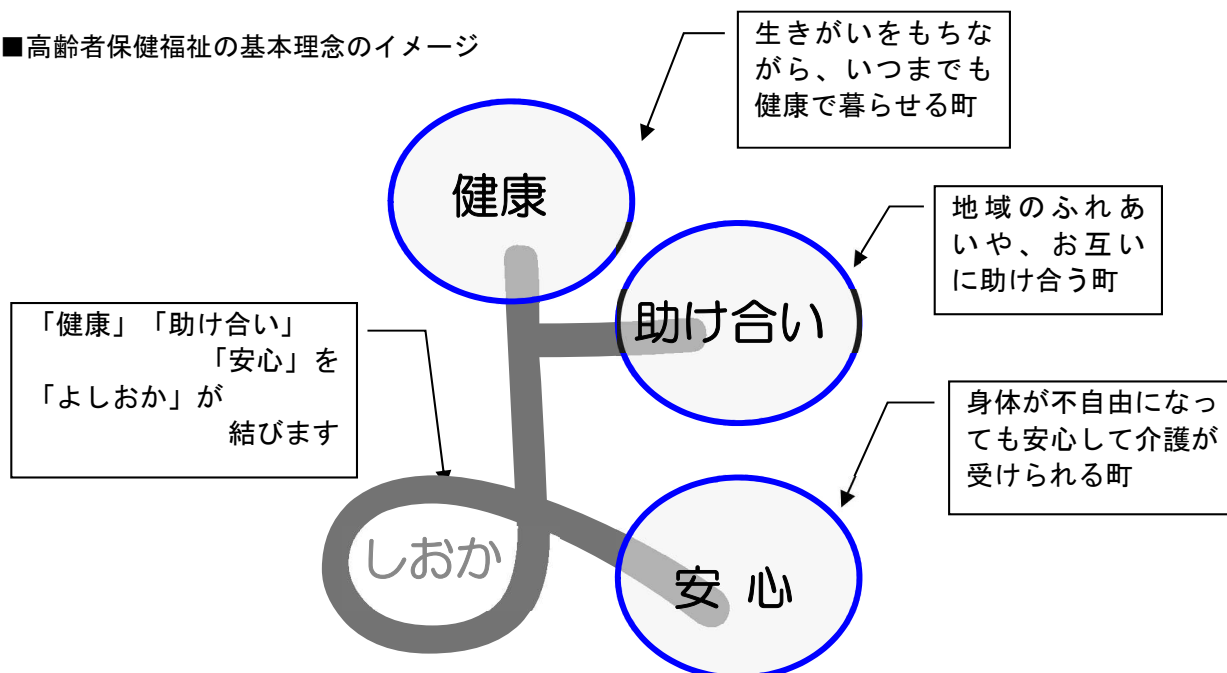 ■高齢者保健福祉の基本理念のイメージ
生きがいをもちな
がら、いつまでも
健康で暮らせる町
健康
地域のふれあ
いや、お互い
に助け合う町
助け合い
「健康」「助け合い」
「安心」を
「よしおか」が
結びます
身体が不自由になっ
ても安心して介護が
受けられる町
よ
しおか
安 心